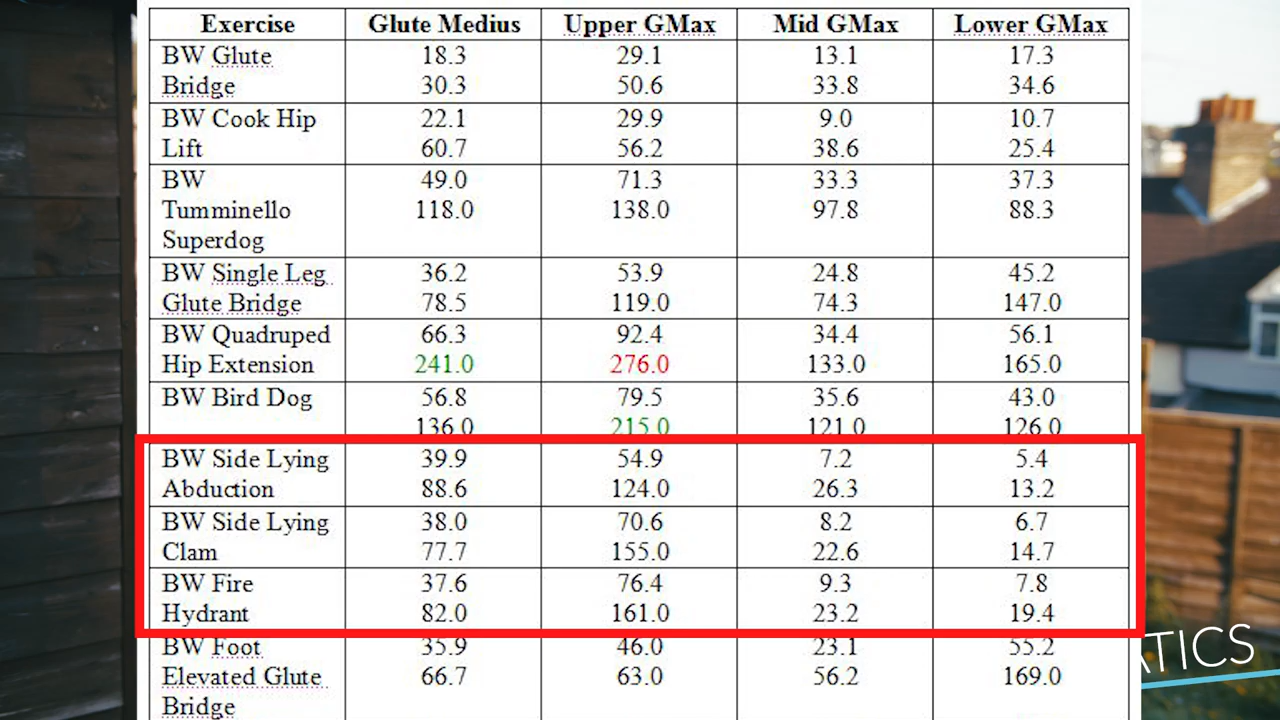 Exercise Glute Medius Upper GMax Mid GMax Lower GMax
BW Glute 18.3 29.1 13.1 17.3
Bridge 30.3 50.6 33.8 34.6
BW Cook Hip 22.1 29.9 9.0 10.7
Lift 60.7 56.2 38.6 25.4
BW 49.0 71.3 33.3 37.3
Tumminello 118.0 138.0 97.8 88.3
Superdog
BW Single Leg 36.2 53.9 24.8 45.2
Glute Bridge 78.5 119.0 74.3 147.0
BW Quadruped 66.3 92.4 34.4 56.1
Hip Extension 241.0 276.0 133.0 165.0
BW Bird Dog 56.8 79.5 35.6 43.0
136.0 215.0 121.0 126.0
BW Side Lying 39.9 54.9 7.2 5.4
Abduction 88.6 124.0 26.3 13.2
BW Side Lying 38.0 70.6 8.2 6.7
Clam 77.7 155.0 22.6 14.7
BW Fire 37.6 76.4 9.3 7.8
Hydrant 82.0 161.0 23.2 19.4
BW Foot 35.9 46.0 23.1 55.2
Elevated Glute 66.7 63.0 56.2 169.0
Bridge
ATICS